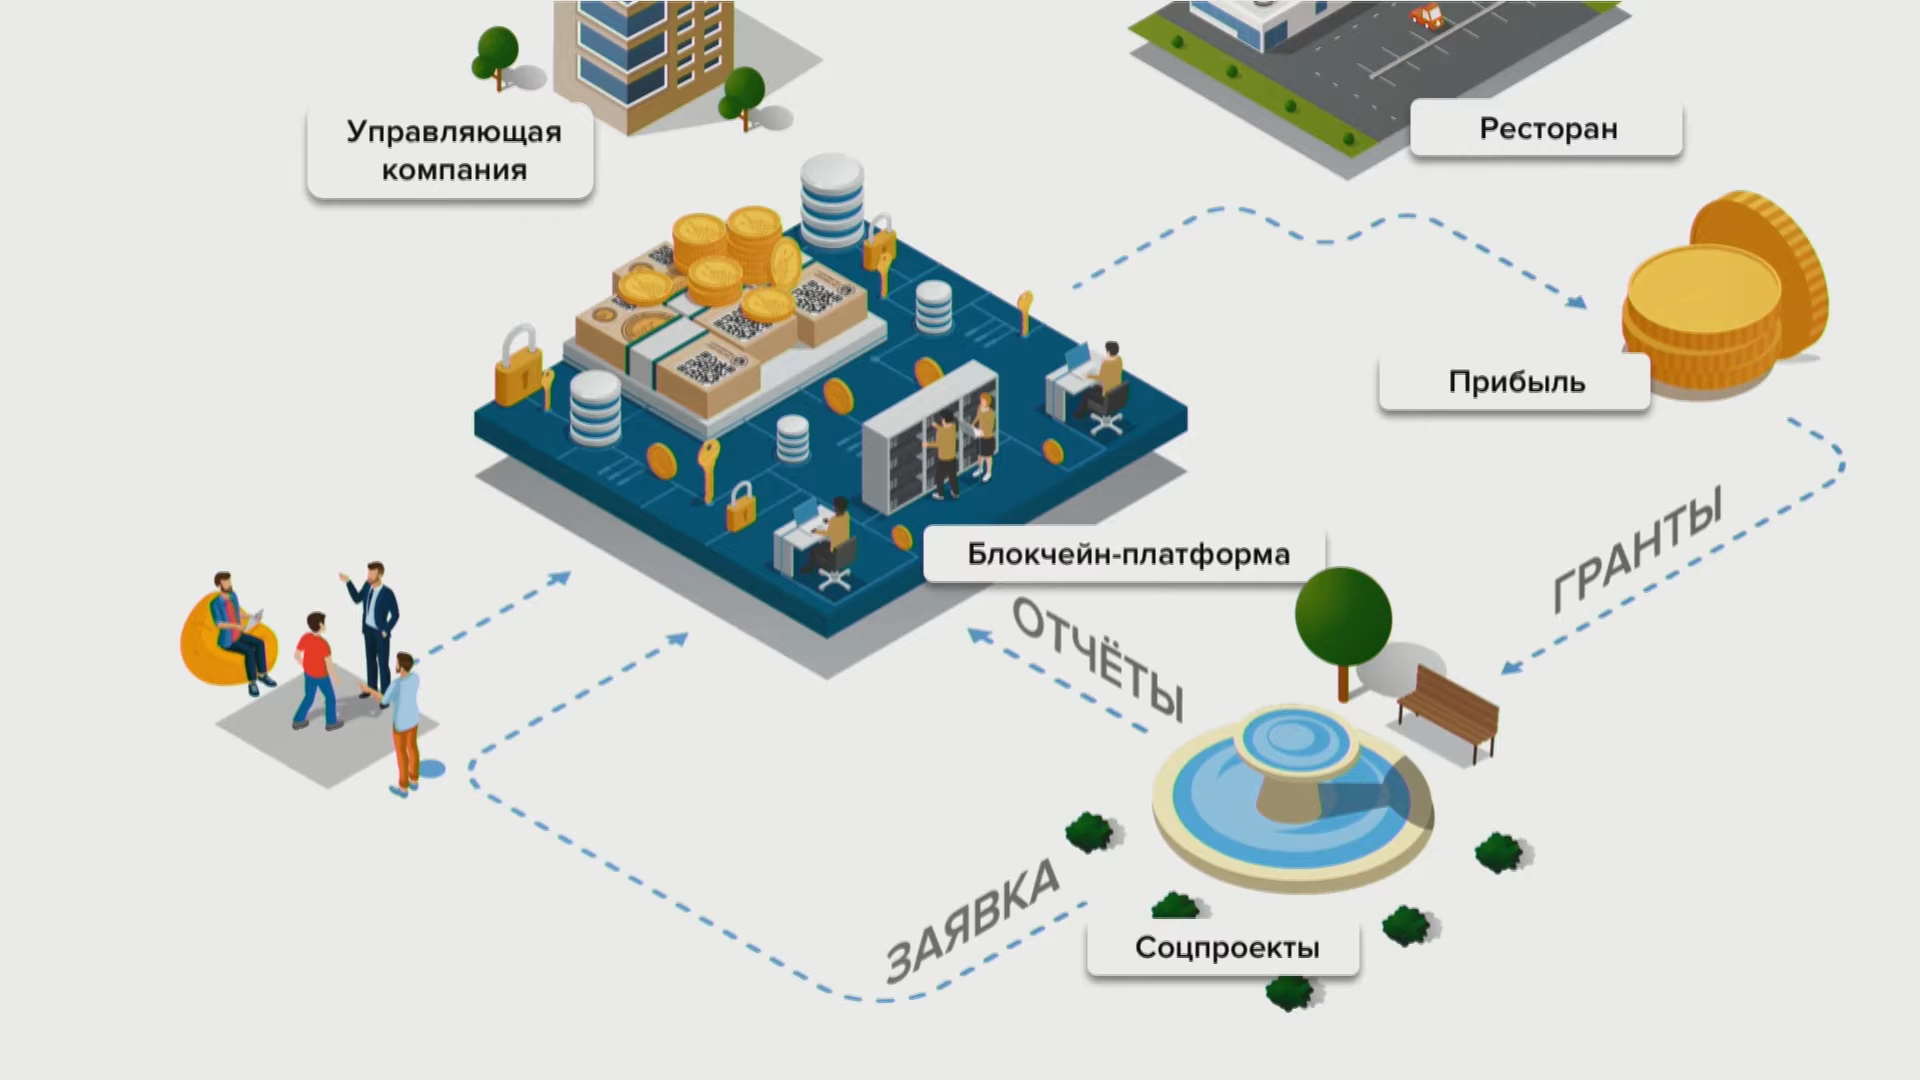 Управляющая
компания
Ресторан
Прибыль
ГРАНТЫ
Блокчейн-платформа
ОТЧЁТЫ
ЗАЯВКА
Соцпроекты